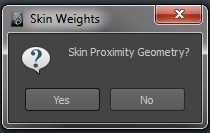 Skin Weights
Skin Proximity Geometry?
Yes
No